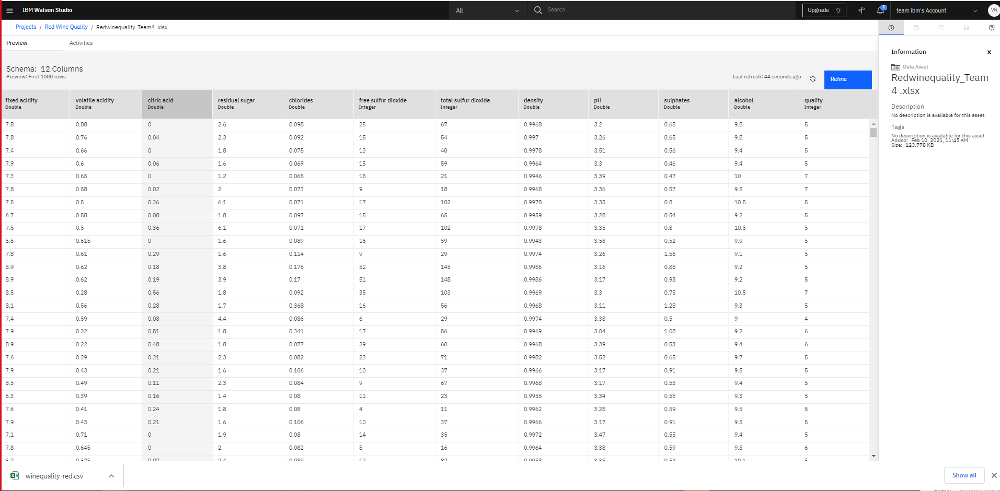 IBM Watson Studio
All
Search
Upgrade
1
team ibm's Account
VN
Projects / Red Wine Quality / Redwinequality_Team4 .xlsx
Preview
Activities
Schema: 12 Columns
Preview: First 1000 rows
Last refresh: 44 seconds ago
Refine
fixed acidity volatile acidity citric acid residual sugar chlorides free sulfur dioxide total sulfur dioxide density pH sulphates alcohol quality
Double Double Double Double Double Integer Integer Double Double Double Double Integer
7.8 0.88 0 2.6 0.098 25 67 0.9968 3.2 0.68 9.8 5
7.8 0.76 0.04 2.3 0.092 15 54 0.997 3.26 0.65 9.8 5
7.4 0.66 0 1.8 0.075 13 40 0.9978 3.51 0.56 9.4 5
7.9 0.6 0.06 1.6 0.069 15 59 0.9964 3.3 0.46 9.4 5
7.3 0.65 0 1.2 0.065 15 21 0.9946 3.39 0.47 10 7
7.8 0.58 0.02 2 0.073 9 18 0.9968 3.36 0.57 9.5 7
7.5 0.5 0.36 6.1 0.071 17 102 0.9978 3.35 0.8 10.5 5
6.7 0.58 0.08 1.8 0.097 15 65 0.9959 3.28 0.54 9.2 5
7.5 0.5 0.36 6.1 0.071 17 102 0.9978 3.35 0.8 10.5 5
5.6 0.615 0 1.6 0.089 16 59 0.9943 3.58 0.52 9.9 5
7.8 0.61 0.29 1.6 0.114 9 29 0.9974 3.26 1.56 9.1 5
8.9 0.62 0.18 3.8 0.176 52 145 0.9986 3.16 0.88 9.2 5
8.9 0.62 0.19 3.9 0.17 51 148 0.9986 3.17 0.93 9.2 5
8.5 0.28 0.56 1.8 0.092 35 103 0.9969 3.3 0.75 10.5 7
8.1 0.56 0.28 1.7 0.368 16 56 0.9968 3.11 1.28 9.3 5
7.4 0.59 0.08 4.4 0.086 6 29 0.9974 3.38 0.5 9 4
7.9 0.32 0.51 1.8 0.341 17 56 0.9969 3.04 1.08 9.2 6
8.9 0.22 0.48 1.8 0.077 29 60 0.9968 3.39 0.53 9.4 6
7.6 0.39 0.31 2.3 0.082 23 71 0.9982 3.52 0.65 9.7 5
7.9 0.43 0.21 1.6 0.106 10 37 0.9966 3.17 0.91 9.5 5
8.5 0.49 0.11 2.3 0.084 9 67 0.9968 3.17 0.53 9.4 5
6.3 0.39 0.16 1.4 0.08 11 23 0.9955 3.34 0.56 9.3 5
7.6 0.41 0.24 1.8 0.08 4 11 0.9962 3.28 0.59 9.5 5
7.9 0.43 0.21 1.6 0.106 10 37 0.9966 3.17 0.91 9.5 5
7.1 0.71 0 1.9 0.08 14 35 0.9972 3.47 0.55 9.4 5
7.8 0.645 0 2 0.082 8 16 0.9964 3.38 0.59 9.8 6
Information
Data Asset
Redwinequality_Team
4 .xlsx
Description
No description is available for this asset.
Tags
No description is available for this asset.
Added: Feb 10, 2021, 11:45 AM
Size: 123.778 KB
winequality-red.csv
Show all